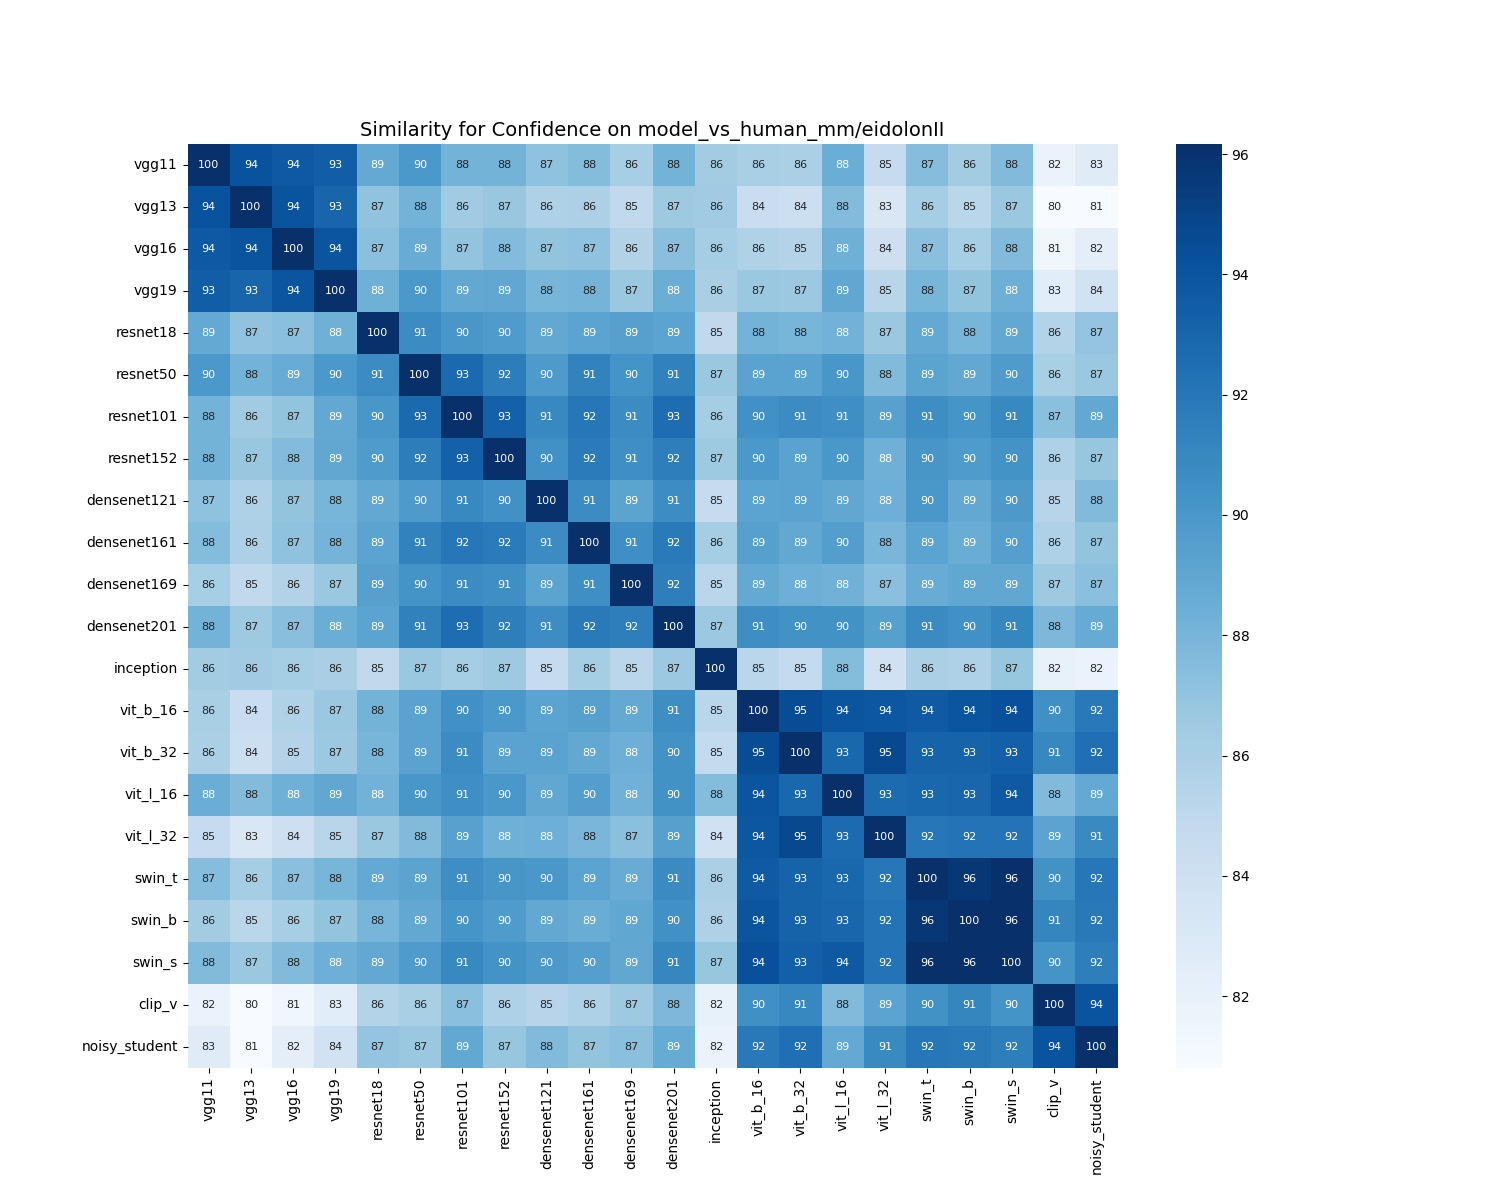 Similarity for Confidence on model_vs_human_mm/eidolonII
vgg11 100 94 94 93 89 90 88 88 87 88 86 88 86 86 86 88 85 87 86 88 82 83
vgg13 94 100 94 93 87 88 86 87 86 86 85 87 86 84 84 88 83 86 85 87 80 81
vgg16 94 94 100 94 87 89 87 88 87 87 86 87 86 86 85 88 84 87 86 88 81 82
vgg19 93 93 94 100 88 90 89 89 88 88 87 88 86 87 87 89 85 88 87 88 83 84
resnet18 89 87 87 88 100 91 90 90 89 89 89 89 85 88 88 88 87 89 88 89 86 87
resnet50 90 88 89 90 91 100 93 92 90 91 90 91 87 89 89 90 88 89 89 90 86 87
resnet101 88 86 87 89 90 93 100 93 91 92 91 93 86 90 91 91 89 91 90 91 87 89
resnet152 88 87 88 89 90 92 93 100 90 92 91 92 87 90 89 90 88 90 90 90 86 87
densenet121 87 86 87 88 89 90 91 90 100 91 89 91 85 89 89 89 88 90 89 90 85 88
densenet161 88 86 87 88 89 91 92 92 91 100 91 92 86 89 89 90 88 89 89 90 86 87
densenet169 86 85 86 87 89 90 91 91 89 91 100 92 85 89 88 88 87 89 89 89 87 87
densenet201 88 87 87 88 89 91 93 92 91 92 92 100 87 91 90 90 89 91 90 91 88 89
inception 86 86 86 86 85 87 86 87 85 86 85 87 100 85 85 88 84 86 86 87 82 82
vit_b_16 86 84 86 87 88 89 90 90 89 89 89 91 85 100 95 94 94 94 94 94 90 92
vit_b_32 86 84 85 87 88 89 91 89 89 89 88 90 85 95 100 93 95 93 93 93 91 92
vit_l_16 88 88 88 89 88 90 91 90 89 90 88 90 88 94 93 100 93 93 93 94 88 89
vit_l_32 85 83 84 85 87 88 89 88 88 88 87 89 84 94 95 93 100 92 92 92 89 91
swin_t 87 86 87 88 89 89 91 90 90 89 89 91 86 94 93 93 92 100 96 96 90 92
swin_b 86 85 86 87 88 89 90 90 89 89 89 90 86 94 93 93 92 96 100 96 91 92
swin_s 88 87 88 88 89 90 91 90 90 90 89 91 87 94 93 94 92 96 96 100 90 92
clip_v 82 80 81 83 86 86 87 86 85 86 87 88 82 90 91 88 89 90 91 90 100 94
noisy_student 83 81 82 84 87 87 89 87 88 87 87 89 82 92 92 89 91 92 92 92 94 100
vgg11 vgg13 vgg16 vgg19 resnet18 resnet50 resnet101 resnet152 densenet121 densenet161 densenet169 densenet201 inception vit_b_16 vit_b_32 vit_l_16 vit_l_32 swin_t swin_b swin_s clip_v noisy_student
96
94
92
90
88
86
84
82